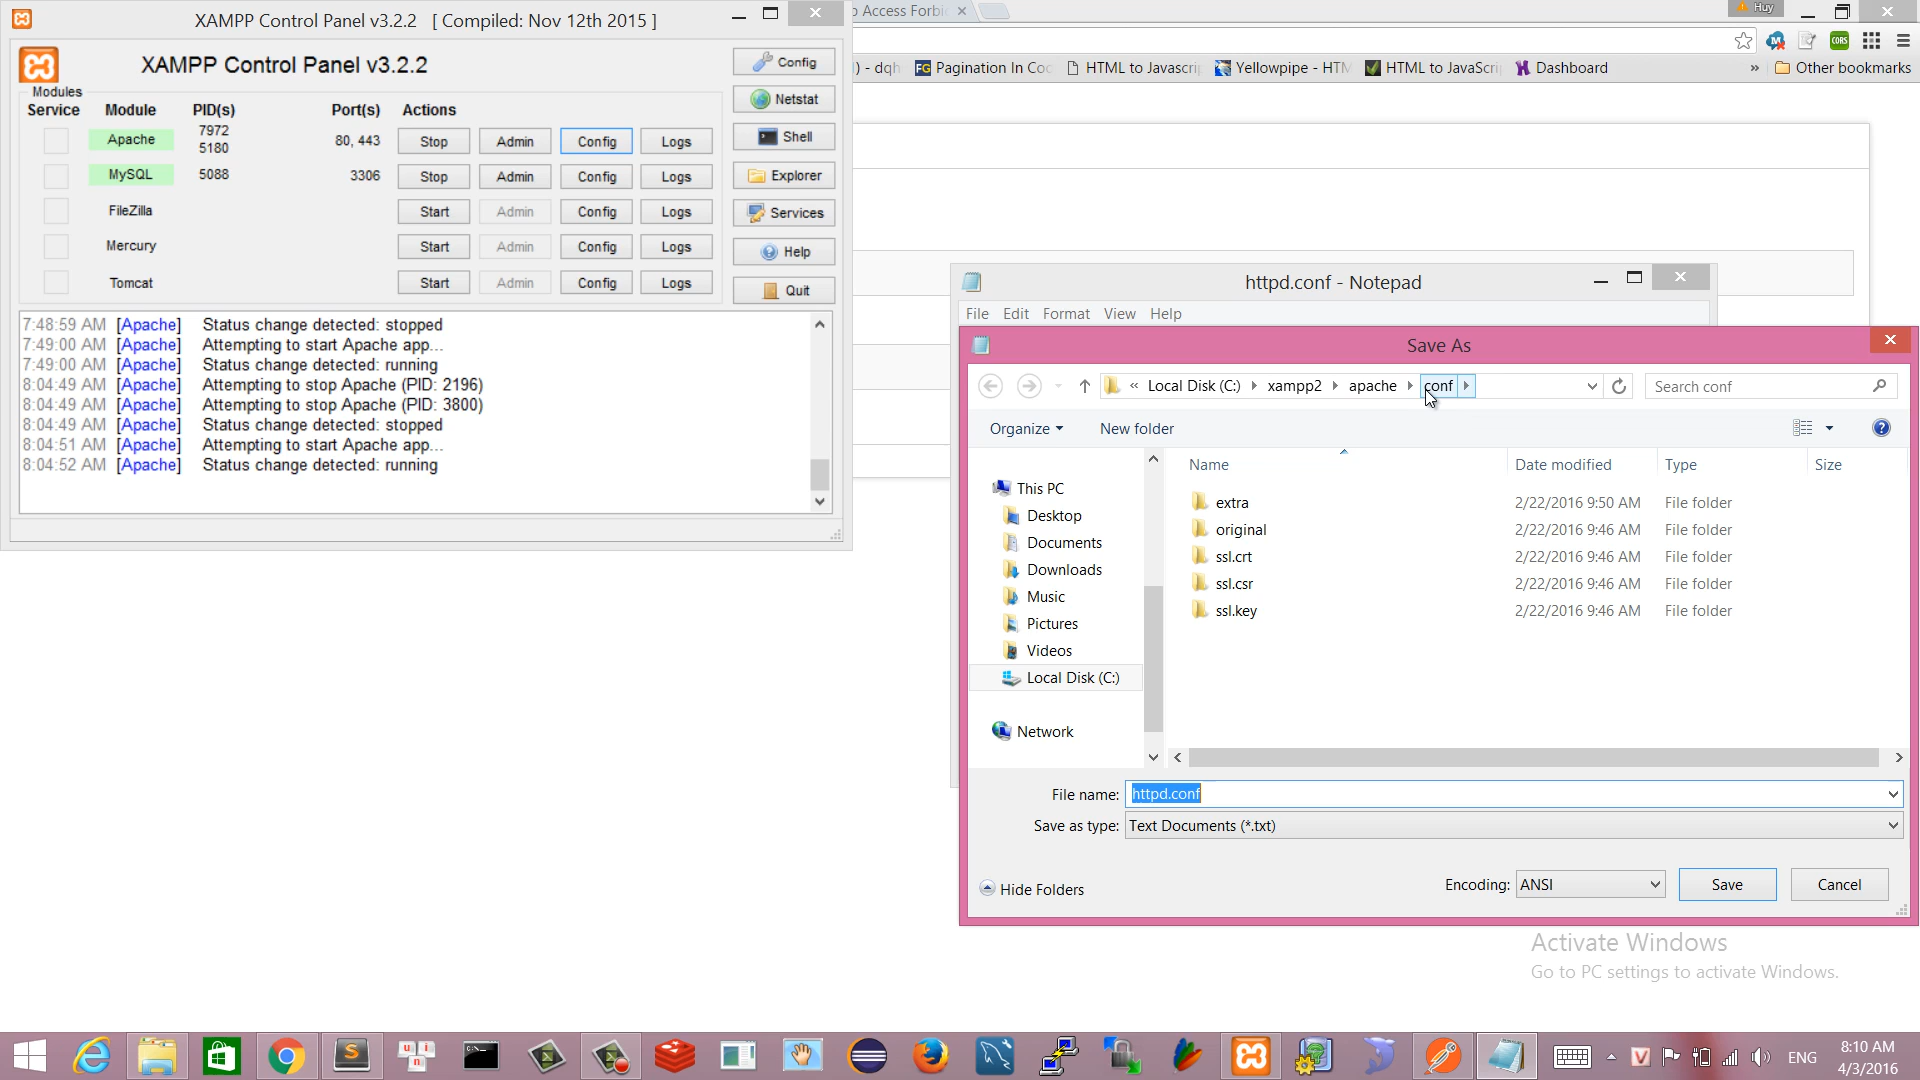 XAMPP Control Panel v3.2.2 [ Compiled: Nov 12th 2015 ]
XAMPP Control Panel v3.2.2
Modules
Service Module PID(s) Port(s) Actions
Apache 7972 5180 80, 443 Stop Admin Config Logs
MySQL 5088 3306 Stop Admin Config Logs
FileZilla Start Admin Config Logs
Mercury Start Admin Config Logs
Tomcat Start Admin Config Logs
Config
Netstat
Shell
Explorer
Services
Help
Quit
7:48:59 AM [Apache] Status change detected: stopped
7:49:00 AM [Apache] Attempting to start Apache app...
7:49:00 AM [Apache] Status change detected: running
8:04:49 AM [Apache] Attempting to stop Apache (PID: 2196)
8:04:49 AM [Apache] Attempting to stop Apache (PID: 3800)
8:04:49 AM [Apache] Status change detected: stopped
8:04:51 AM [Apache] Attempting to start Apache app...
8:04:52 AM [Apache] Status change detected: running
Access Forbi
Huy
CORS
) - dqh FG Pagination In Coc HTML to Javascri Yellowpipe - HTM HTML to JavaScri Dashboard » Other bookmarks
httpd.conf - Notepad
File Edit Format View Help
Save As
« Local Disk (C:) xampp2 apache conf
Search conf
Organize New folder
Name Date modified Type Size
extra 2/22/2016 9:50 AM File folder
original 2/22/2016 9:46 AM File folder
ssl.crt 2/22/2016 9:46 AM File folder
ssl.csr 2/22/2016 9:46 AM File folder
ssl.key 2/22/2016 9:46 AM File folder
This PC
Desktop
Documents
Downloads
Music
Pictures
Videos
Local Disk (C:)
Network
File name: httpd.conf
Save as type: Text Documents (*.txt)
Hide Folders
Encoding: ANSI Save Cancel
Activate Windows
Go to PC settings to activate Windows.
ENG
8:10 AM
4/3/2016